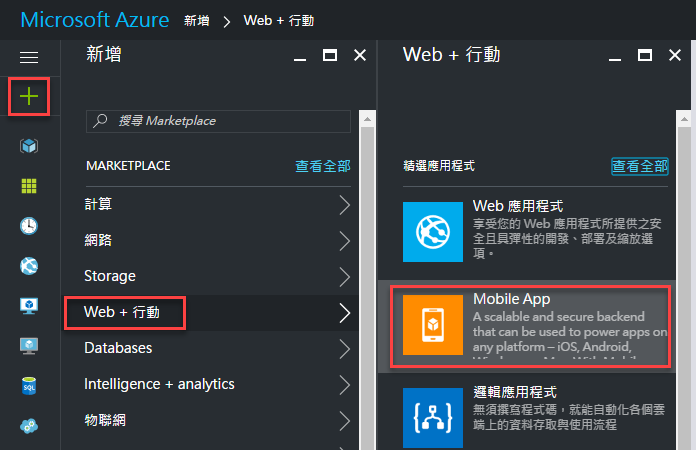 Microsoft Azure 新增 > Web + 行動
新增
搜尋 Marketplace
MARKETPLACE 查看全部
計算
網路
Storage
Web + 行動
Databases
Intelligence + analytics
物聯網
Web + 行動
精選應用程式 查看全部
Web 應用程式
享受您的 Web 應用程式所提供之安
全且具彈性的開發、部署及縮放選
項。
Mobile App
A scalable and secure backend
that can be used to power apps on
any platform – iOS, Android,
邏輯應用程式
無須撰寫程式碼，就能自動化各個雲
端上的資料存取與使用流程
SQL